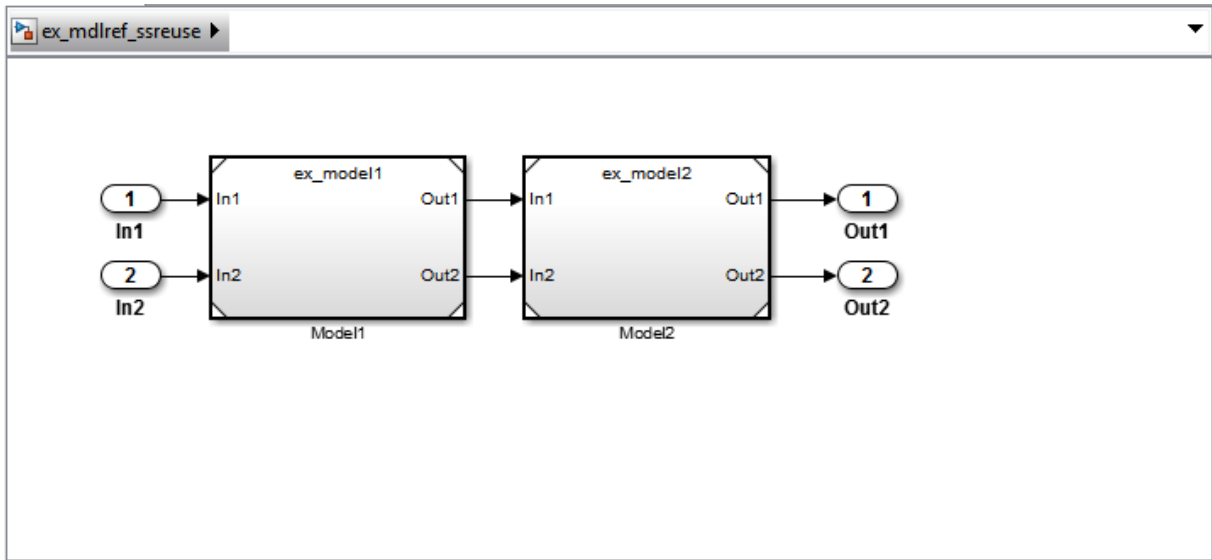 ex_mdlref_ssreuse
ex_model1 ex_model2
1 In1 Out1 In1 Out1 1
In1 Out1
2 In2 Out2 In2 Out2 2
In2 Out2
Model1 Model2